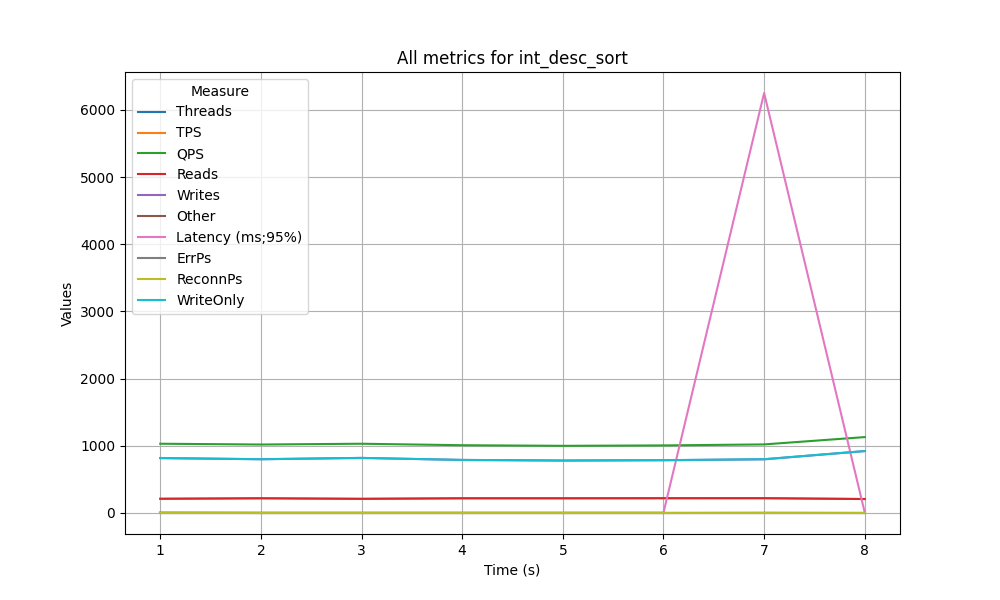 All metrics for int_desc_sort
Measure
Threads
TPS
QPS
Reads
Writes
Other
Latency (ms;95%)
ErrPs
ReconnPs
WriteOnly
Values
6000
5000
4000
3000
2000
1000
0
1 2 3 4 5 6 7 8
Time (s)